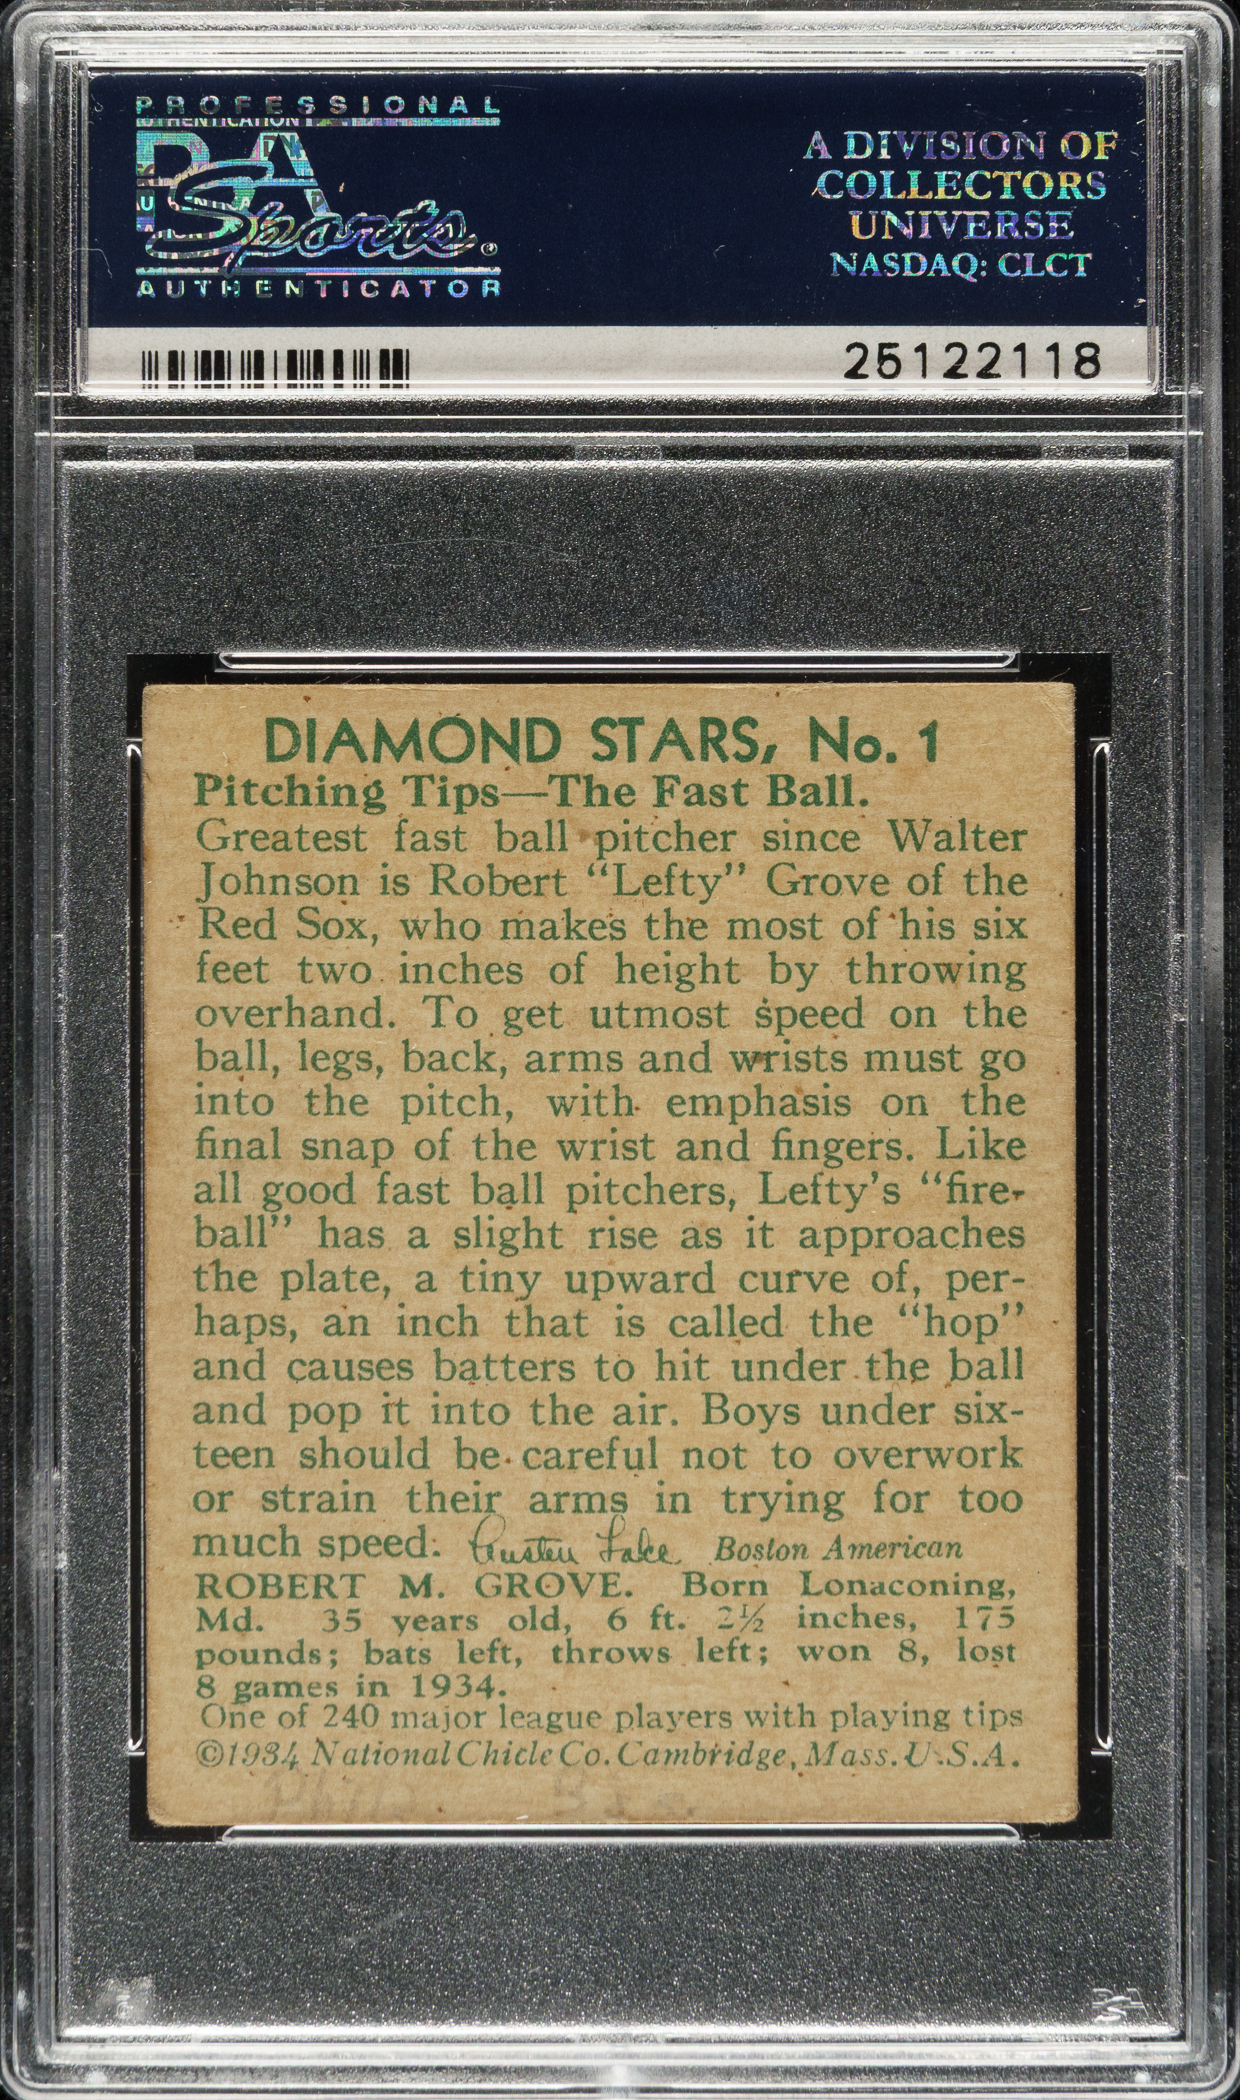 PROFESSIONAL
PSA
Sports®
AUTHENTICATOR
A DIVISION OF
COLLECTORS
UNIVERSE
NASDAQ: CLCT
25122118
DIAMOND STARS, No. 1
Pitching Tips—The Fast Ball.
Greatest fast ball pitcher since Walter
Johnson is Robert “Lefty” Grove of the
Red Sox, who makes the most of his six
feet two inches of height by throwing
overhand. To get utmost speed on the
ball, legs, back, arms and wrists must go
into the pitch, with emphasis on the
final snap of the wrist and fingers. Like
all good fast ball pitchers, Lefty’s “fire-
ball” has a slight rise as it approaches
the plate, a tiny upward curve of, per-
haps, an inch that is called the “hop”
and causes batters to hit under the ball
and pop it into the air. Boys under six-
teen should be careful not to overwork
or strain their arms in trying for too
much speed. Austen Lake Boston American
ROBERT M. GROVE. Born Lonaconing,
Md. 35 years old, 6 ft. 2½ inches, 175
pounds; bats left, throws left; won 8, lost
8 games in 1934.
One of 240 major league players with playing tips
©1934 National Chicle Co. Cambridge, Mass. U.S.A.